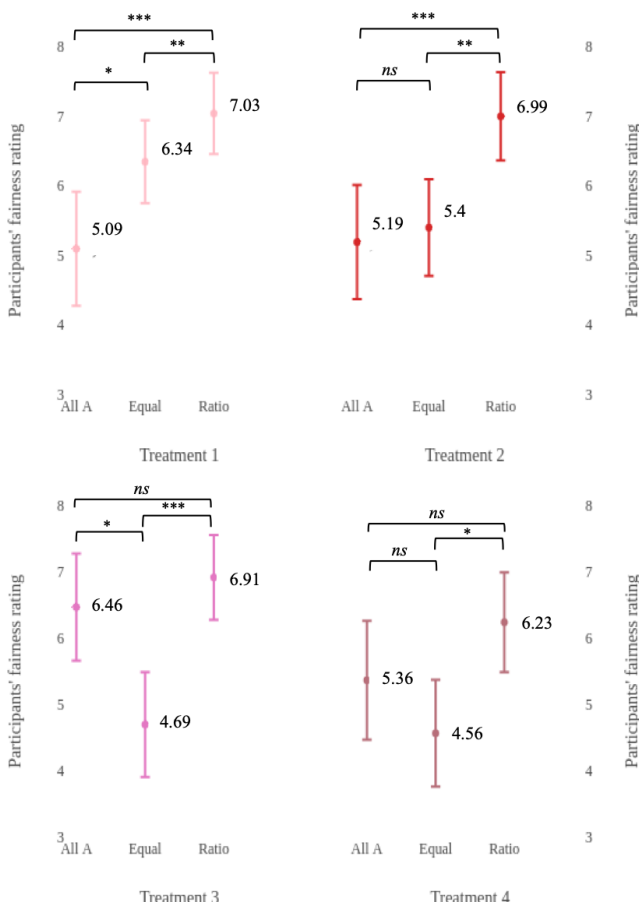 ***
*
**
8
7
6
5
4
3
Participants' fairness rating
5.09
6.34
7.03
All A Equal Ratio
Treatment 1
***
ns
**
5.19
5.4
6.99
All A Equal Ratio
Treatment 2
8
7
6
5
4
3
Participants' fairness rating
ns
*
***
8
7
6
5
4
3
Participants' fairness rating
6.46
4.69
6.91
All A Equal Ratio
Treatment 3
ns
ns
*
5.36
4.56
6.23
All A Equal Ratio
Treatment 4
8
7
6
5
4
3
Participants' fairness rating